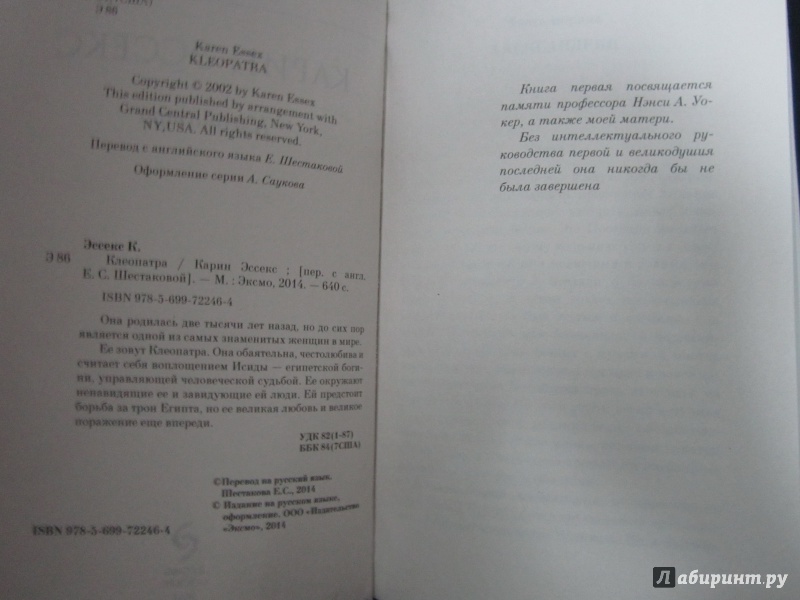 Э 86
Karen Essex
KLEOPATRA
Copyright © 2002 by Karen Essex
This edition published by arrangement with
Grand Central Publishing, New York,
NY,USA. All rights reserved.
Перевод с английского языка Е. Шестаковой
Оформление серии А. Саукова
Эссекс К.
Э 86
Клеопатра / Карин Эссекс ; [пер. с англ.
Е. С. Шестаковой]. — М. : Эксмо, 2014. — 640 с.
ISBN 978-5-699-72246-4
Она родилась две тысячи лет назад, но до сих пор
является одной из самых знаменитых женщин в мире.
Ее зовут Клеопатра. Она обаятельна, честолюбива и
считает себя воплощением Исиды — египетской боги-
ни, управляющей человеческой судьбой. Ее окружают
ненавидящие ее и завидующие ей люди. Ей предстоит
борьба за трон Египта, но ее великая любовь и великое
поражение еще впереди.
УДК 82(1-87)
ББК 84(7США)
©Перевод на русский язык.
Шестакова Е.С., 2014
© Издание на русском языке,
оформление. ООО «Издательство
«Эксмо», 2014
ISBN 978-5-699-72246-4
Книга первая посвящается
памяти профессора Нэнси А. Уо-
кер, а также моей матери.
Без интеллектуального ру-
ководства первой и великодушия
последней она никогда бы не
была завершена
Лабиринт.ру